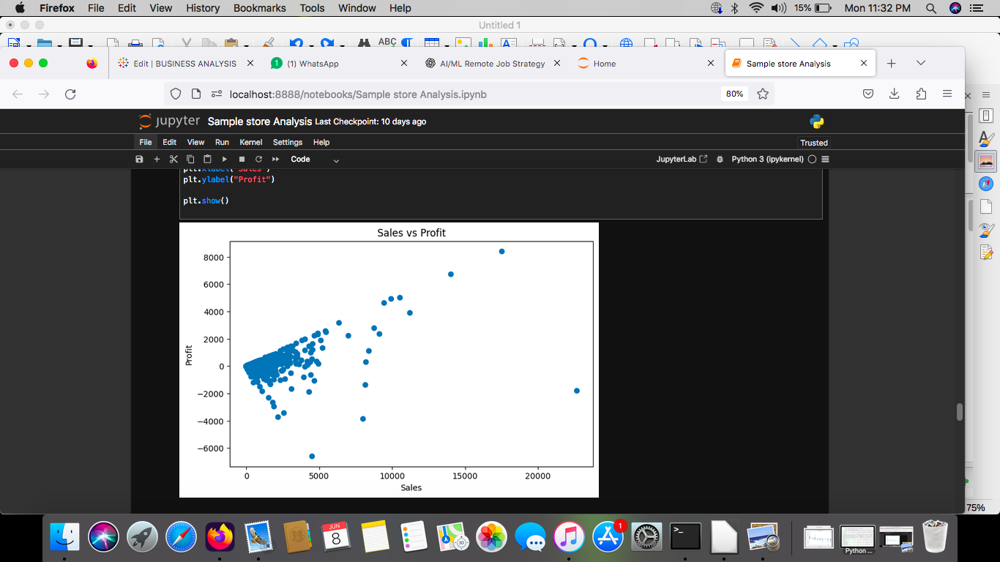 Firefox File Edit View History Bookmarks Tools Window Help 15% Mon 11:32 PM
Untitled 1
ABC
Edit | BUSINESS ANALYSIS
1 (1) WhatsApp
AI/ML Remote Job Strategy
Home
Sample store Analysis
localhost:8888/notebooks/Sample store Analysis.ipynb 80%
jupyter Sample store Analysis Last Checkpoint: 10 days ago
File Edit View Run Kernel Settings Help Trusted
Code JupyterLab Python 3 (ipykernel)
plt.xlabel("Sales")
plt.ylabel("Profit")
plt.show()
Sales vs Profit
8000
6000
4000
2000
0
−2000
−4000
−6000
Profit
0 5000 10000 15000 20000
Sales
75%
JUN
8
3D
1
>_
Python ...